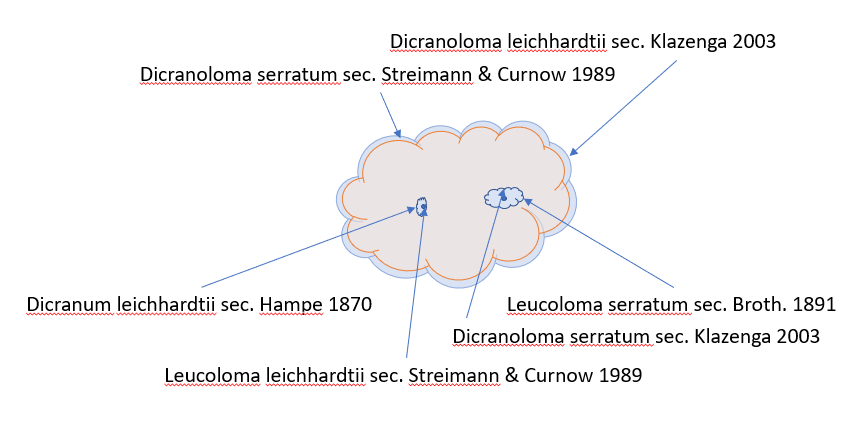 Dicranoloma leichhardtii sec. Klazenga 2003
Dicranoloma serratum sec. Streimann & Curnow 1989
Dicranum leichhardtii sec. Hampe 1870
Leucoloma serratum sec. Broth. 1891
Dicranoloma serratum sec. Klazenga 2003
Leucoloma leichhardtii sec. Streimann & Curnow 1989